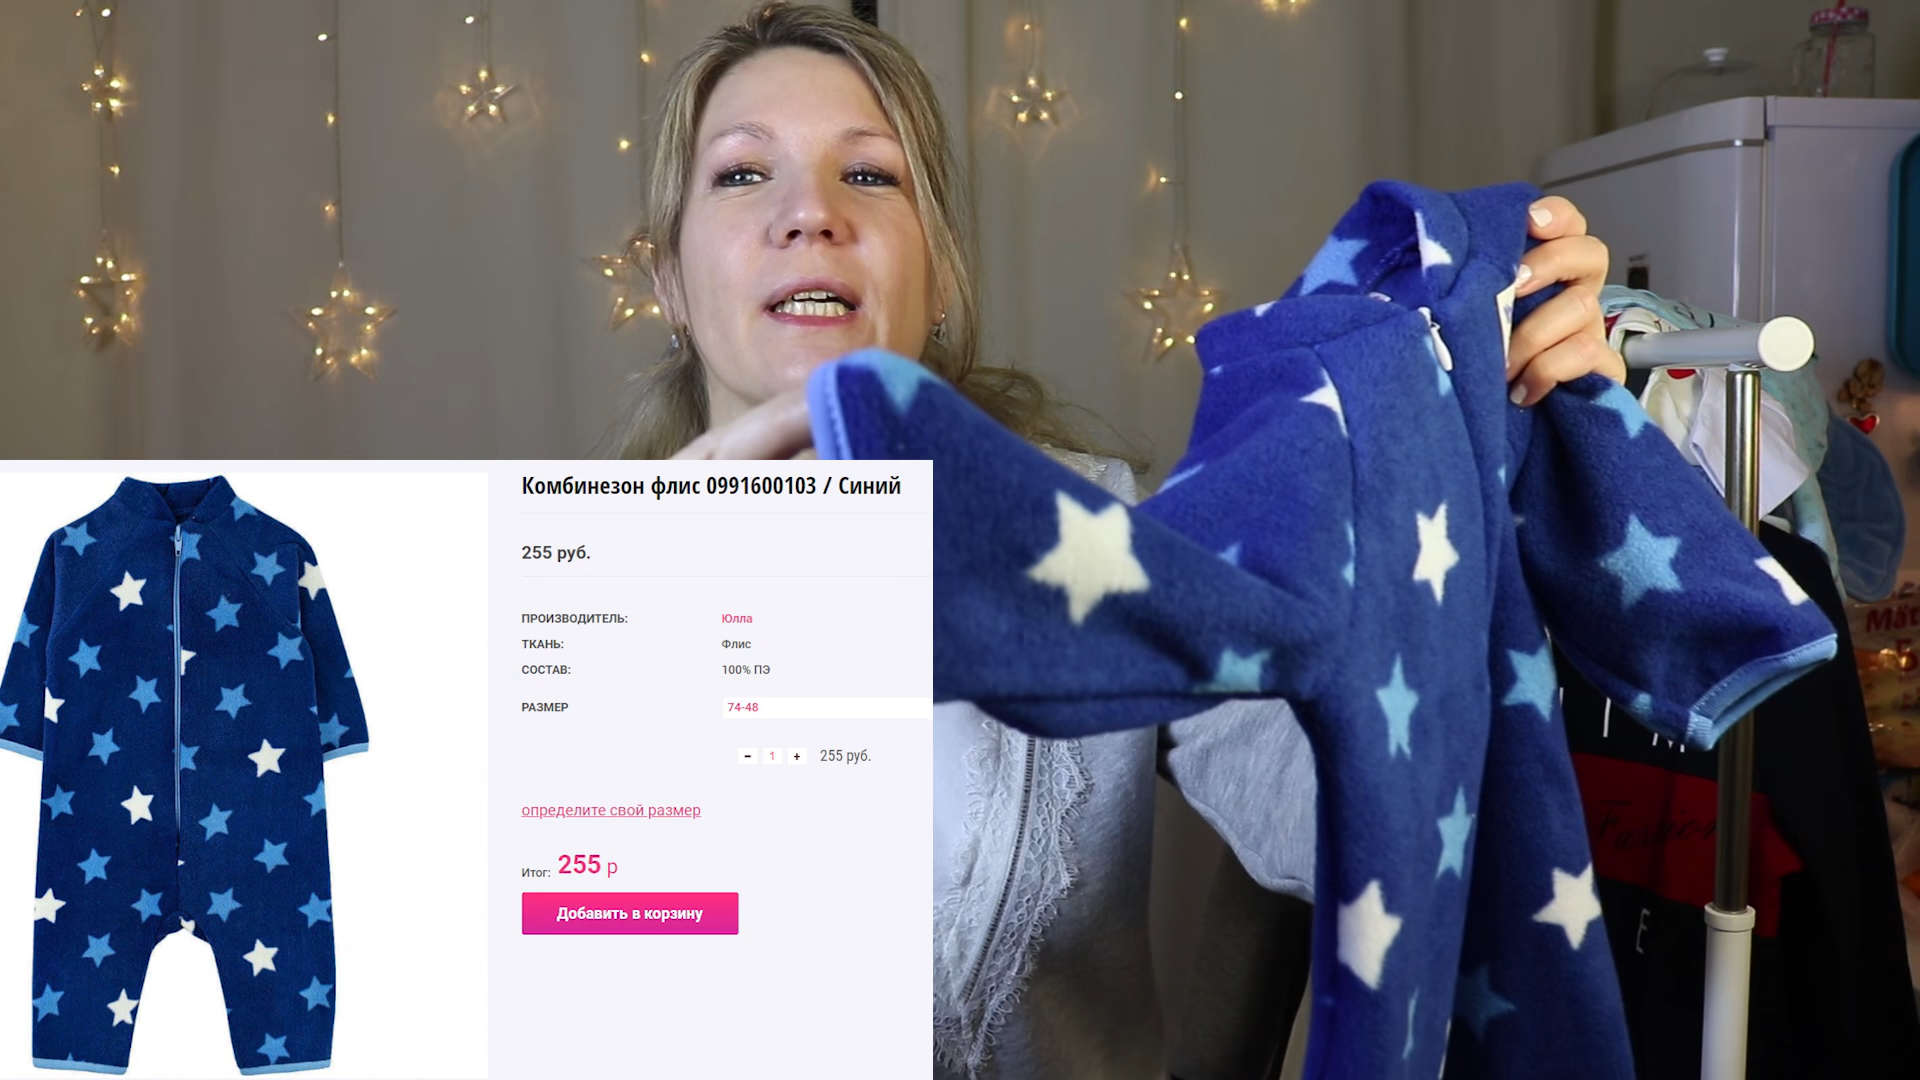 Комбинезон флис 0991600103 / Синий
255 руб.
ПРОИЗВОДИТЕЛЬ: Юлла
ТКАНЬ: Флис
СОСТАВ: 100% ПЭ
РАЗМЕР 74-48
− 1 + 255 руб.
определите свой размер
Итог: 255 р
Добавить в корзину